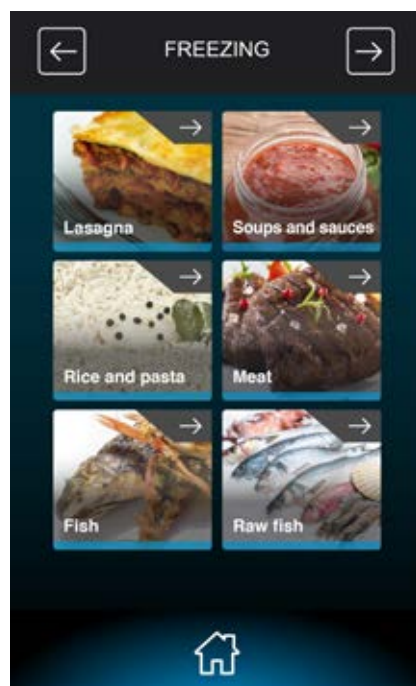 FREEZING
Lasagna
Soups and sauces
Rice and pasta
Meat
Fish
Raw fish